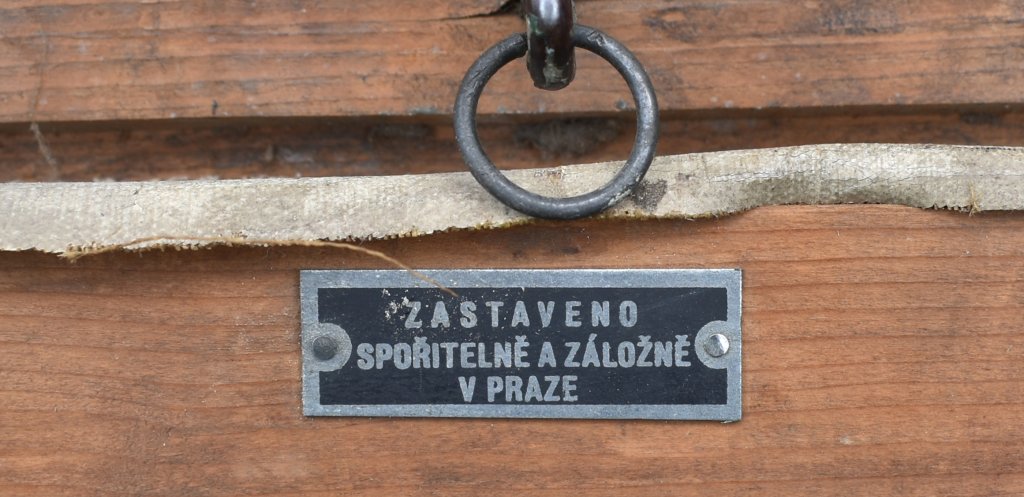 ZASTAVENO
SPOŘITELNĚ A ZÁLOŽNĚ
V PRAZE